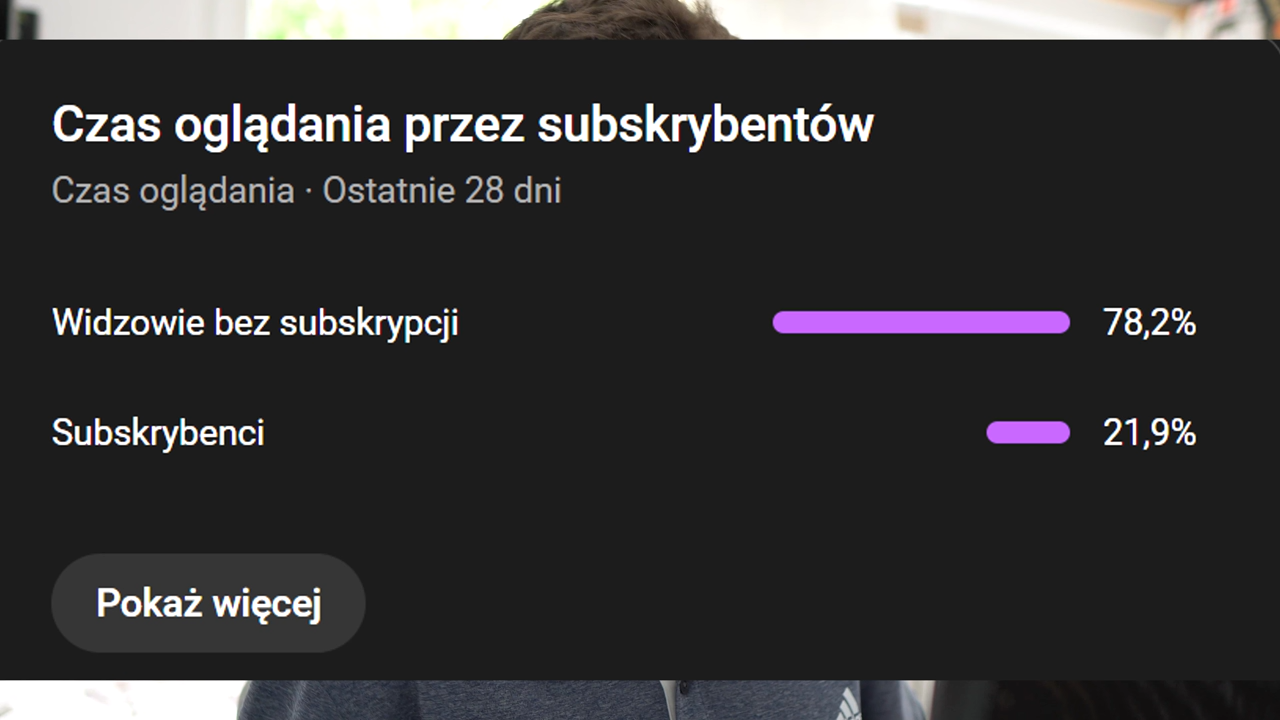 Czas oglądania przez subskrybentów
Czas oglądania · Ostatnie 28 dni
Widzowie bez subskrypcji 78,2%
Subskrybenci 21,9%
Pokaż więcej